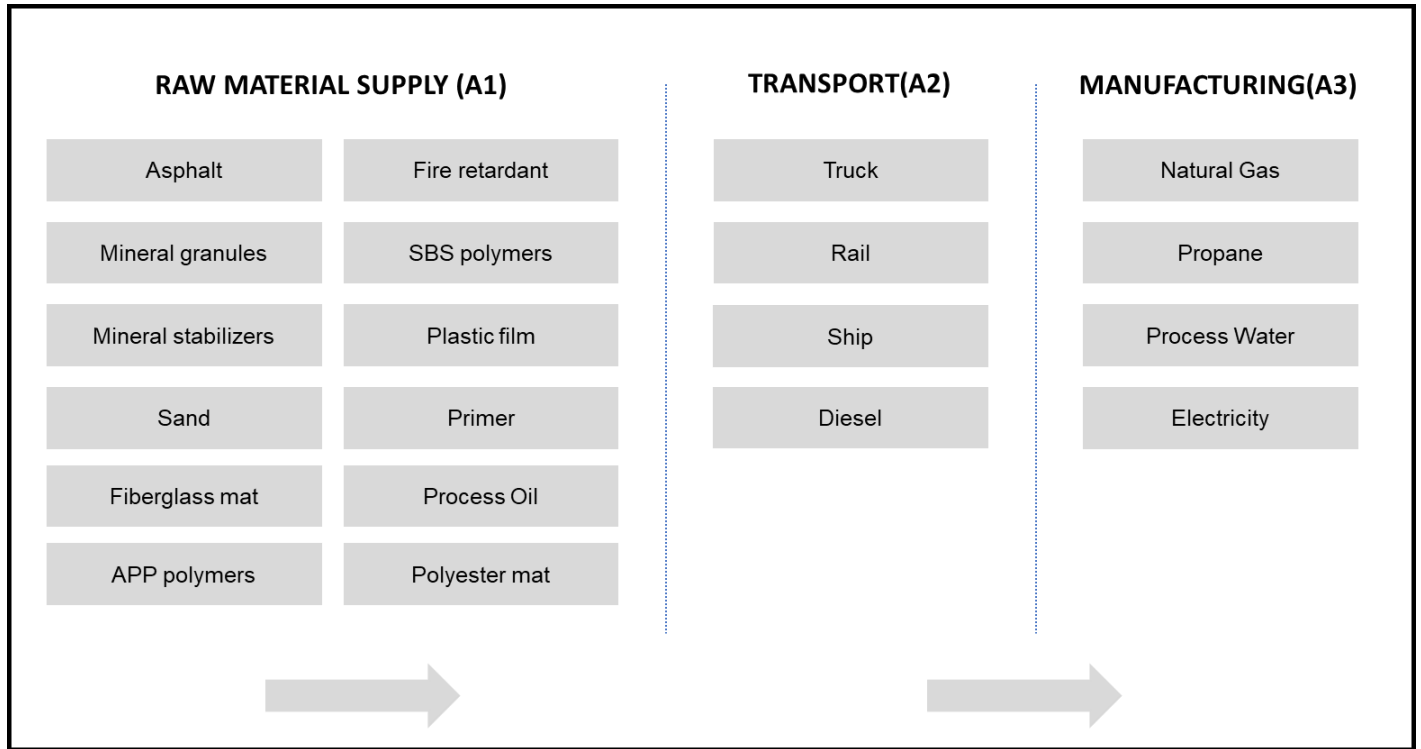 RAW MATERIAL SUPPLY (A1)
Asphalt
Fire retardant
Mineral granules
SBS polymers
Mineral stabilizers
Plastic film
Sand
Primer
Fiberglass mat
Process Oil
APP polymers
Polyester mat
TRANSPORT(A2)
Truck
Rail
Ship
Diesel
MANUFACTURING(A3)
Natural Gas
Propane
Process Water
Electricity